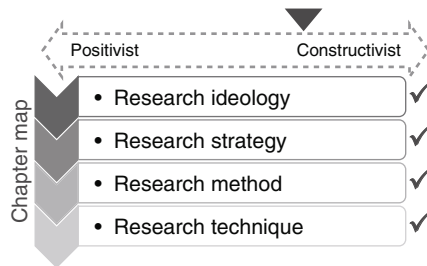 Positivist Constructivist
Chapter map
• Research ideology
• Research strategy
• Research method
• Research technique